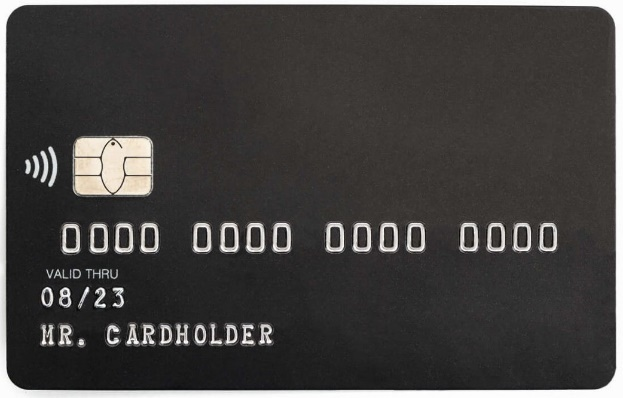 0000 0000 0000 0000
VALID THRU
08/23
MR. CARDHOLDER